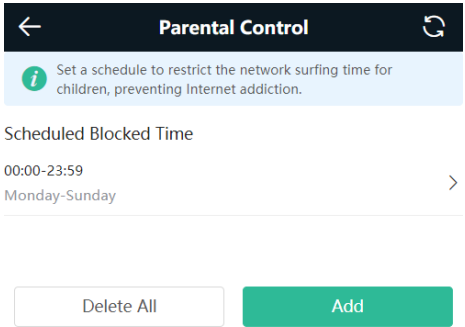 Parental Control
Set a schedule to restrict the network surfing time for
children, preventing Internet addiction.
Scheduled Blocked Time
00:00-23:59
Monday-Sunday
Delete All
Add